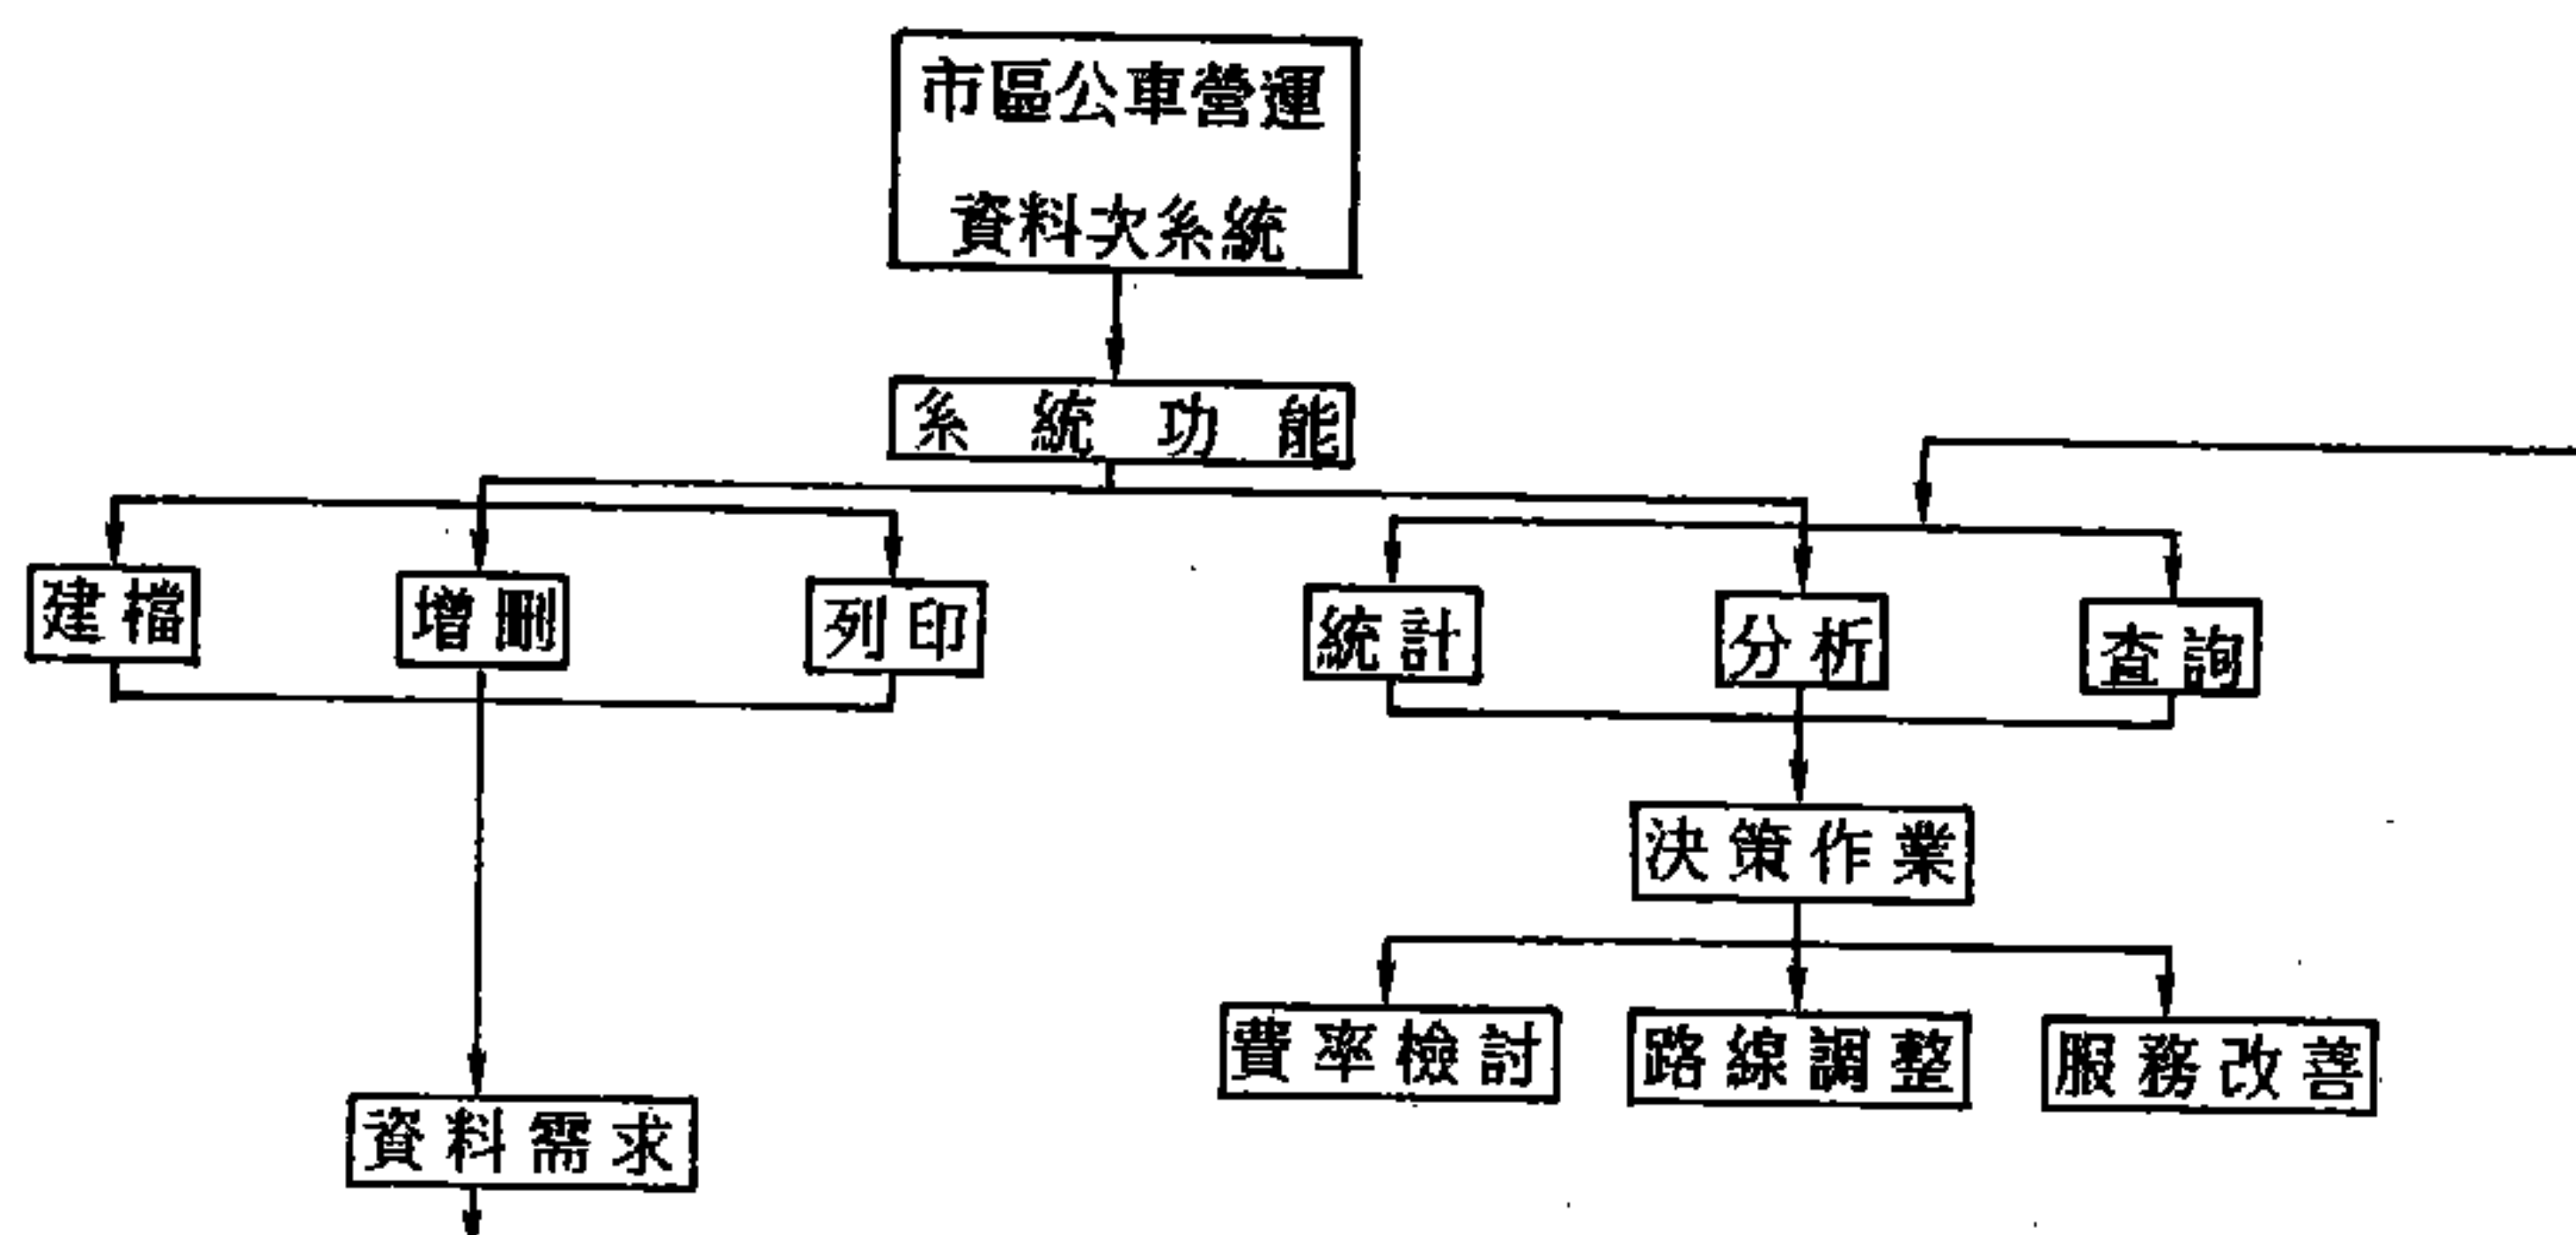 市區公車營運
資料次系統
系統功能
建檔
增刪
列印
統計
分析
查詢
決策作業
費率檢討
路線調整
服務改善
資料需求